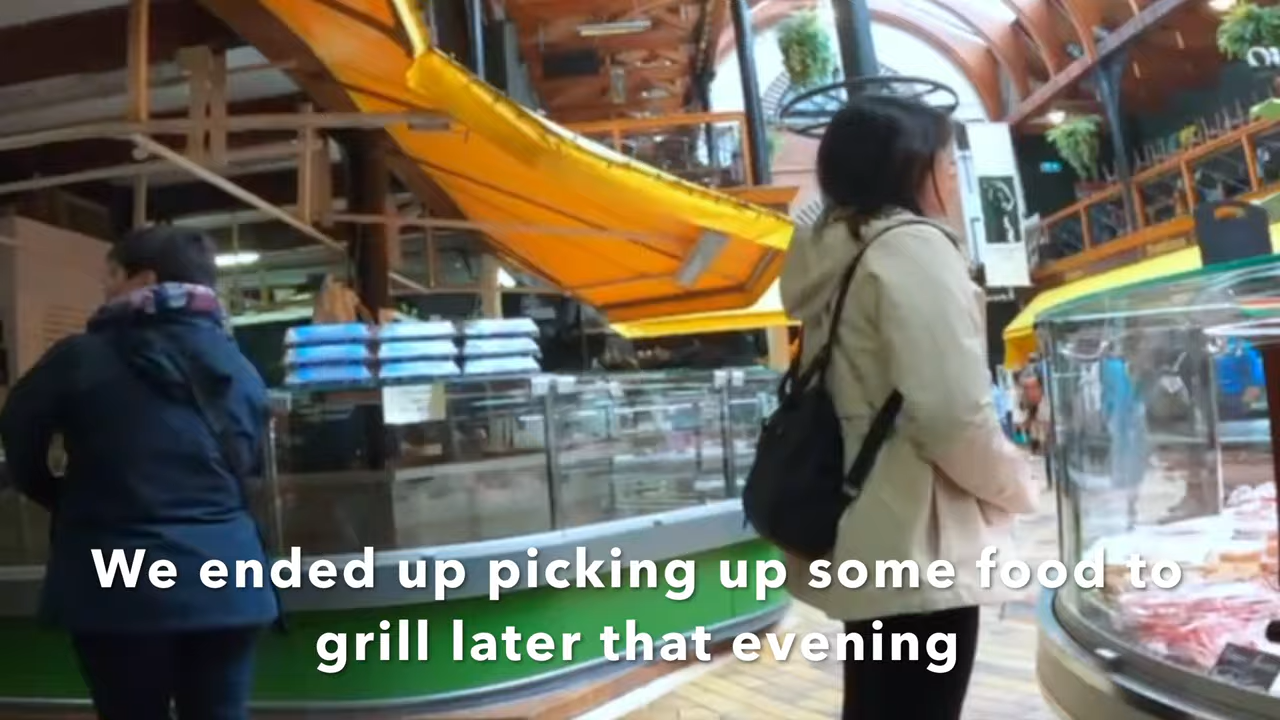 We ended up picking up some food to
grill later that evening